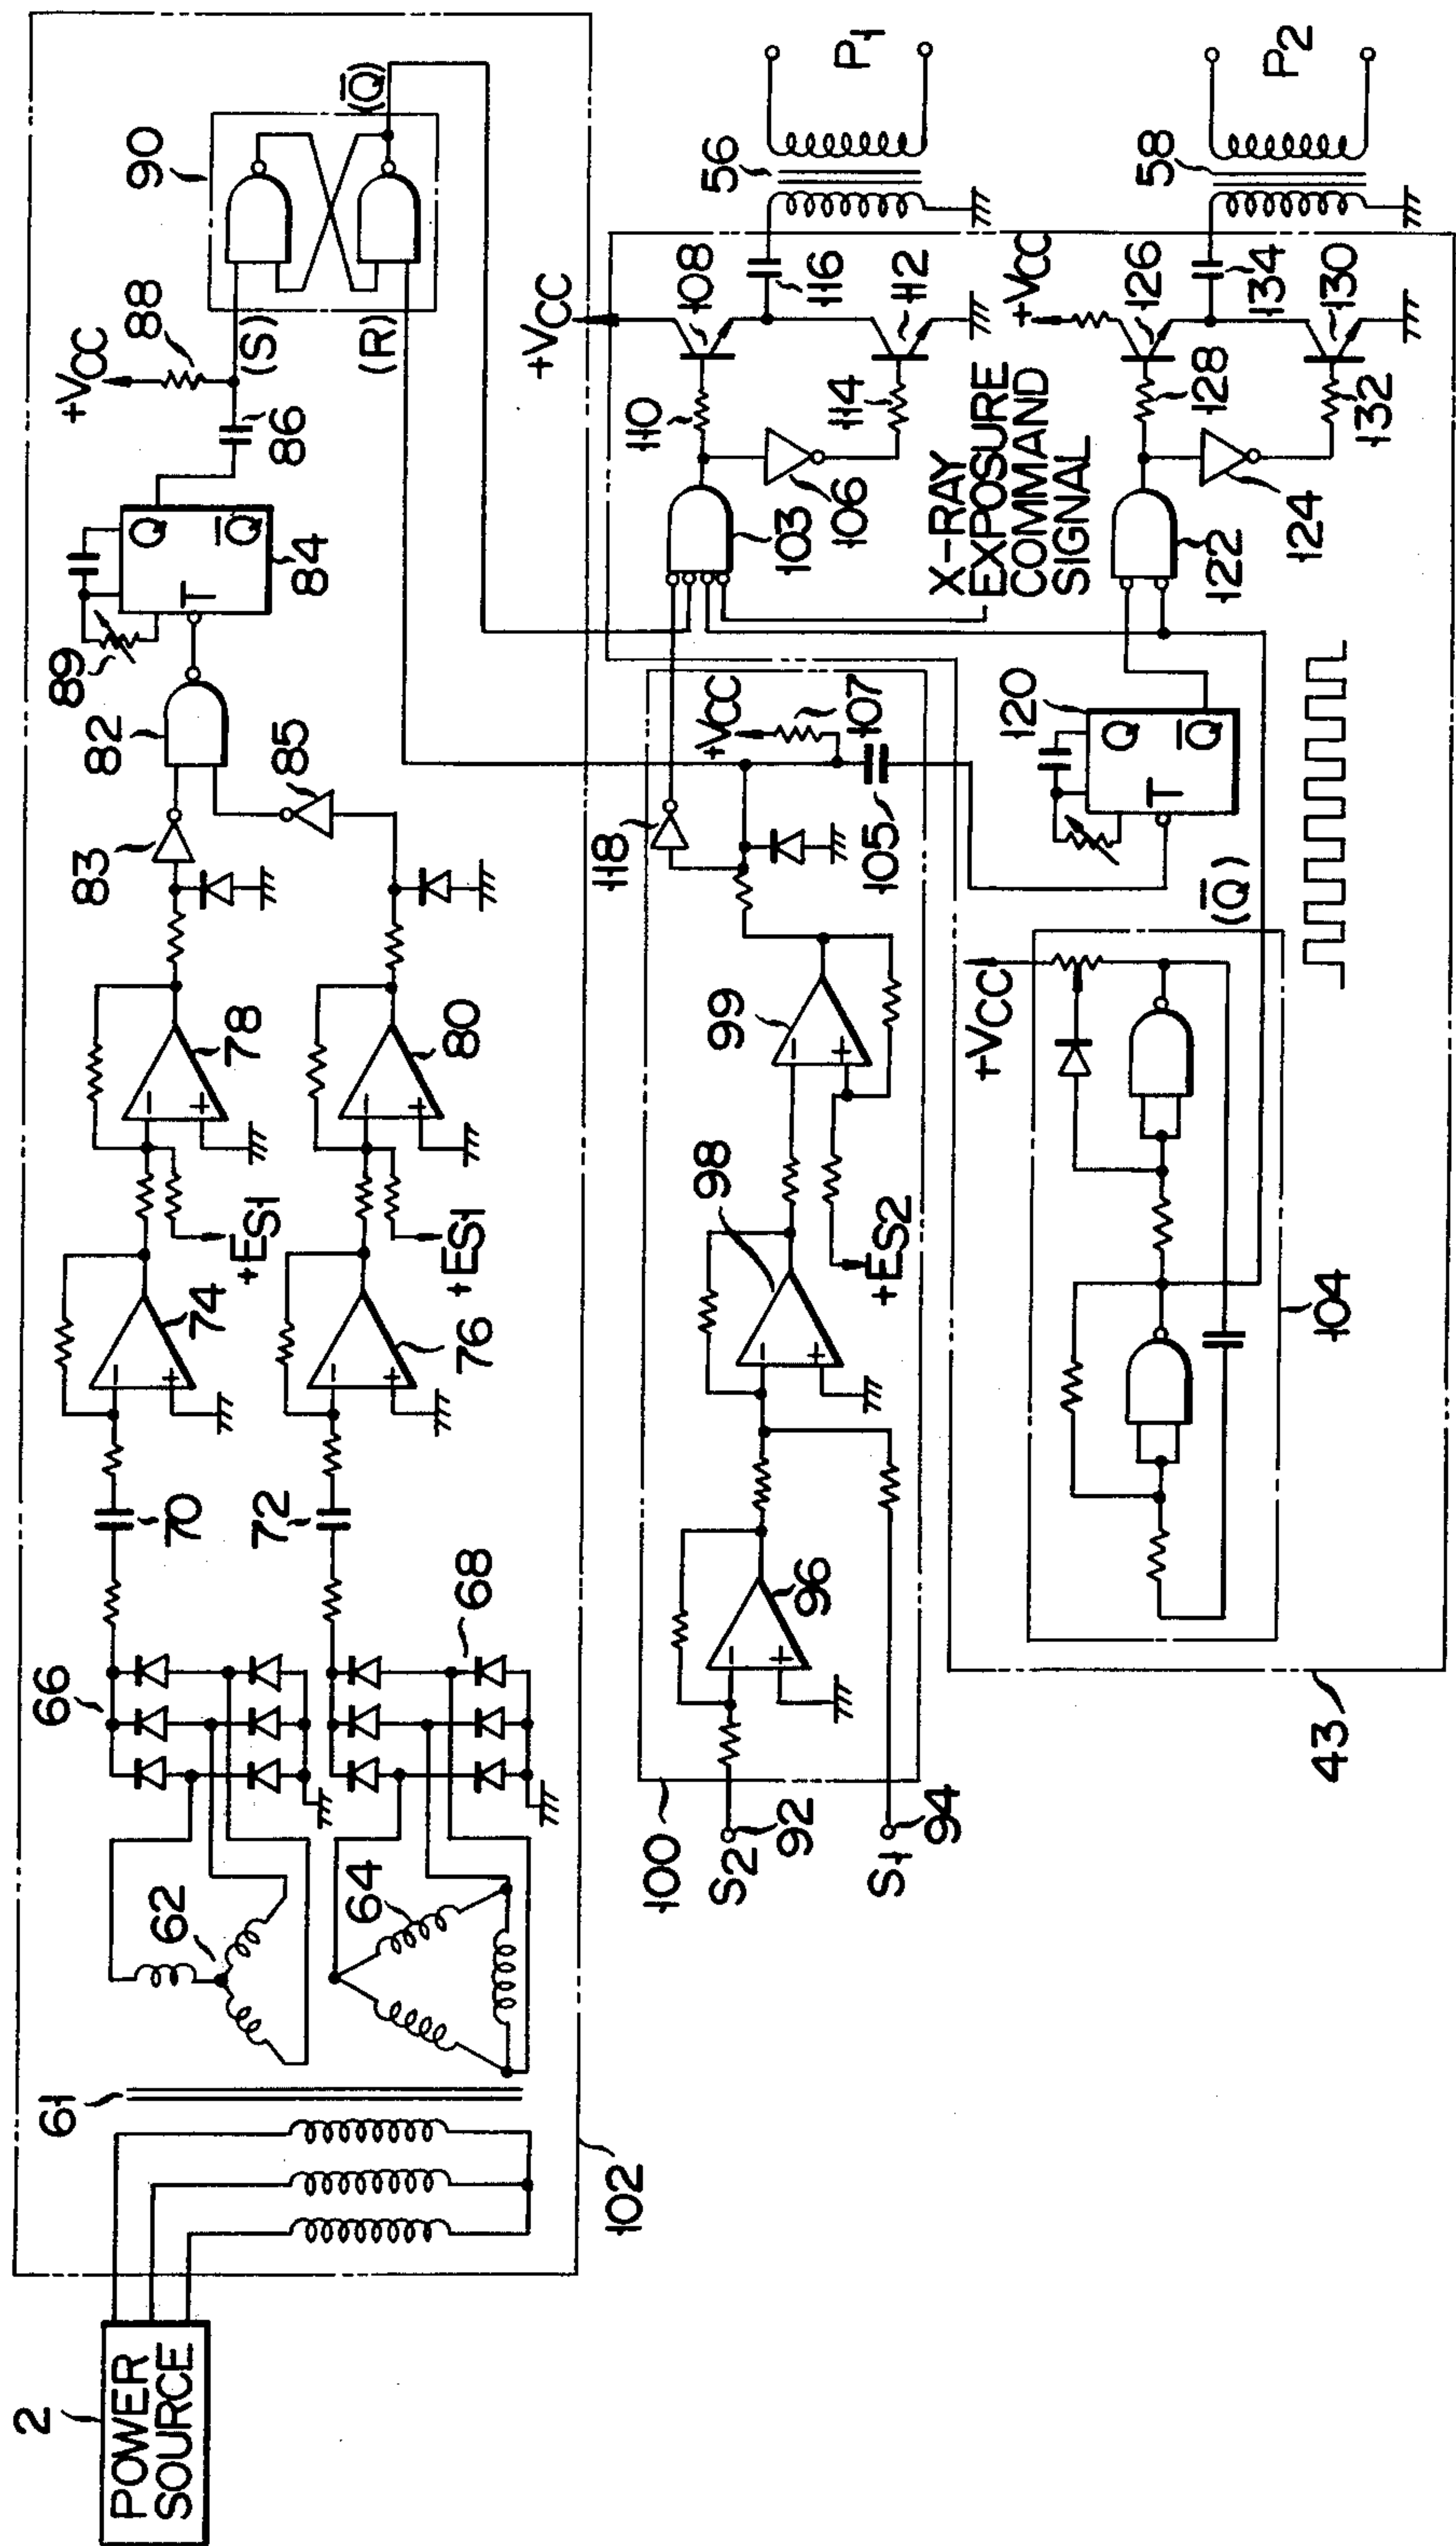 2
POWER
SOURCE
61
62
64
66
68
70
72
74
76
+ES1
+ES1
78
80
83
85
82
89
84
T
Q
Q̅
86
88
+VCC
(S)
(R)
90
(Q̅)
102
100
S2
92
S1
94
96
98
+ES2
99
118
105
107
+VCC
103
106
110
114
108
112
116
+VCC
56
P1
X-RAY
EXPOSURE
COMMAND
SIGNAL
43
104
+VCC
(Q̅)
120
T
Q
Q̅
122
124
128
132
126
130
134
+VCC
58
P2